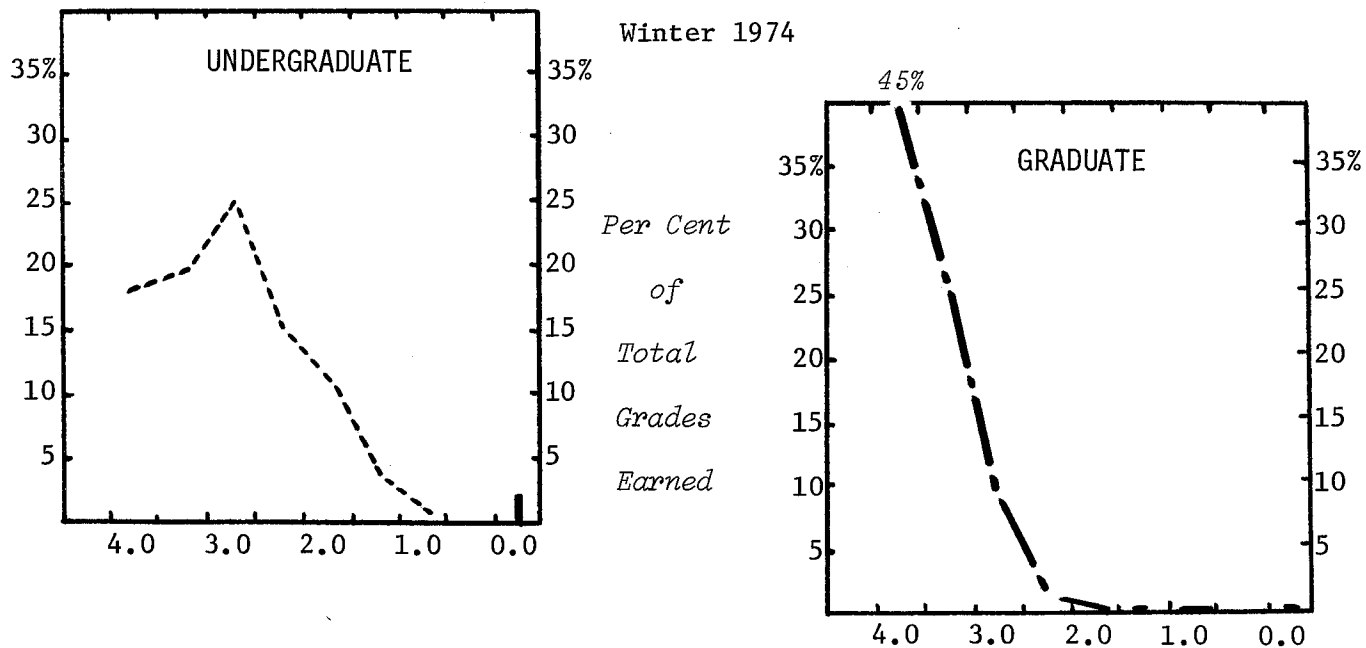 Winter 1974
UNDERGRADUATE
35% 35%
30 30
25 25
20 20
15 15
10 10
5 5
4.0 3.0 2.0 1.0 0.0
Per Cent
of
Total
Grades
Earned
45%
GRADUATE
35% 35%
30 30
25 25
20 20
15 15
10 10
5 5
4.0 3.0 2.0 1.0 0.0